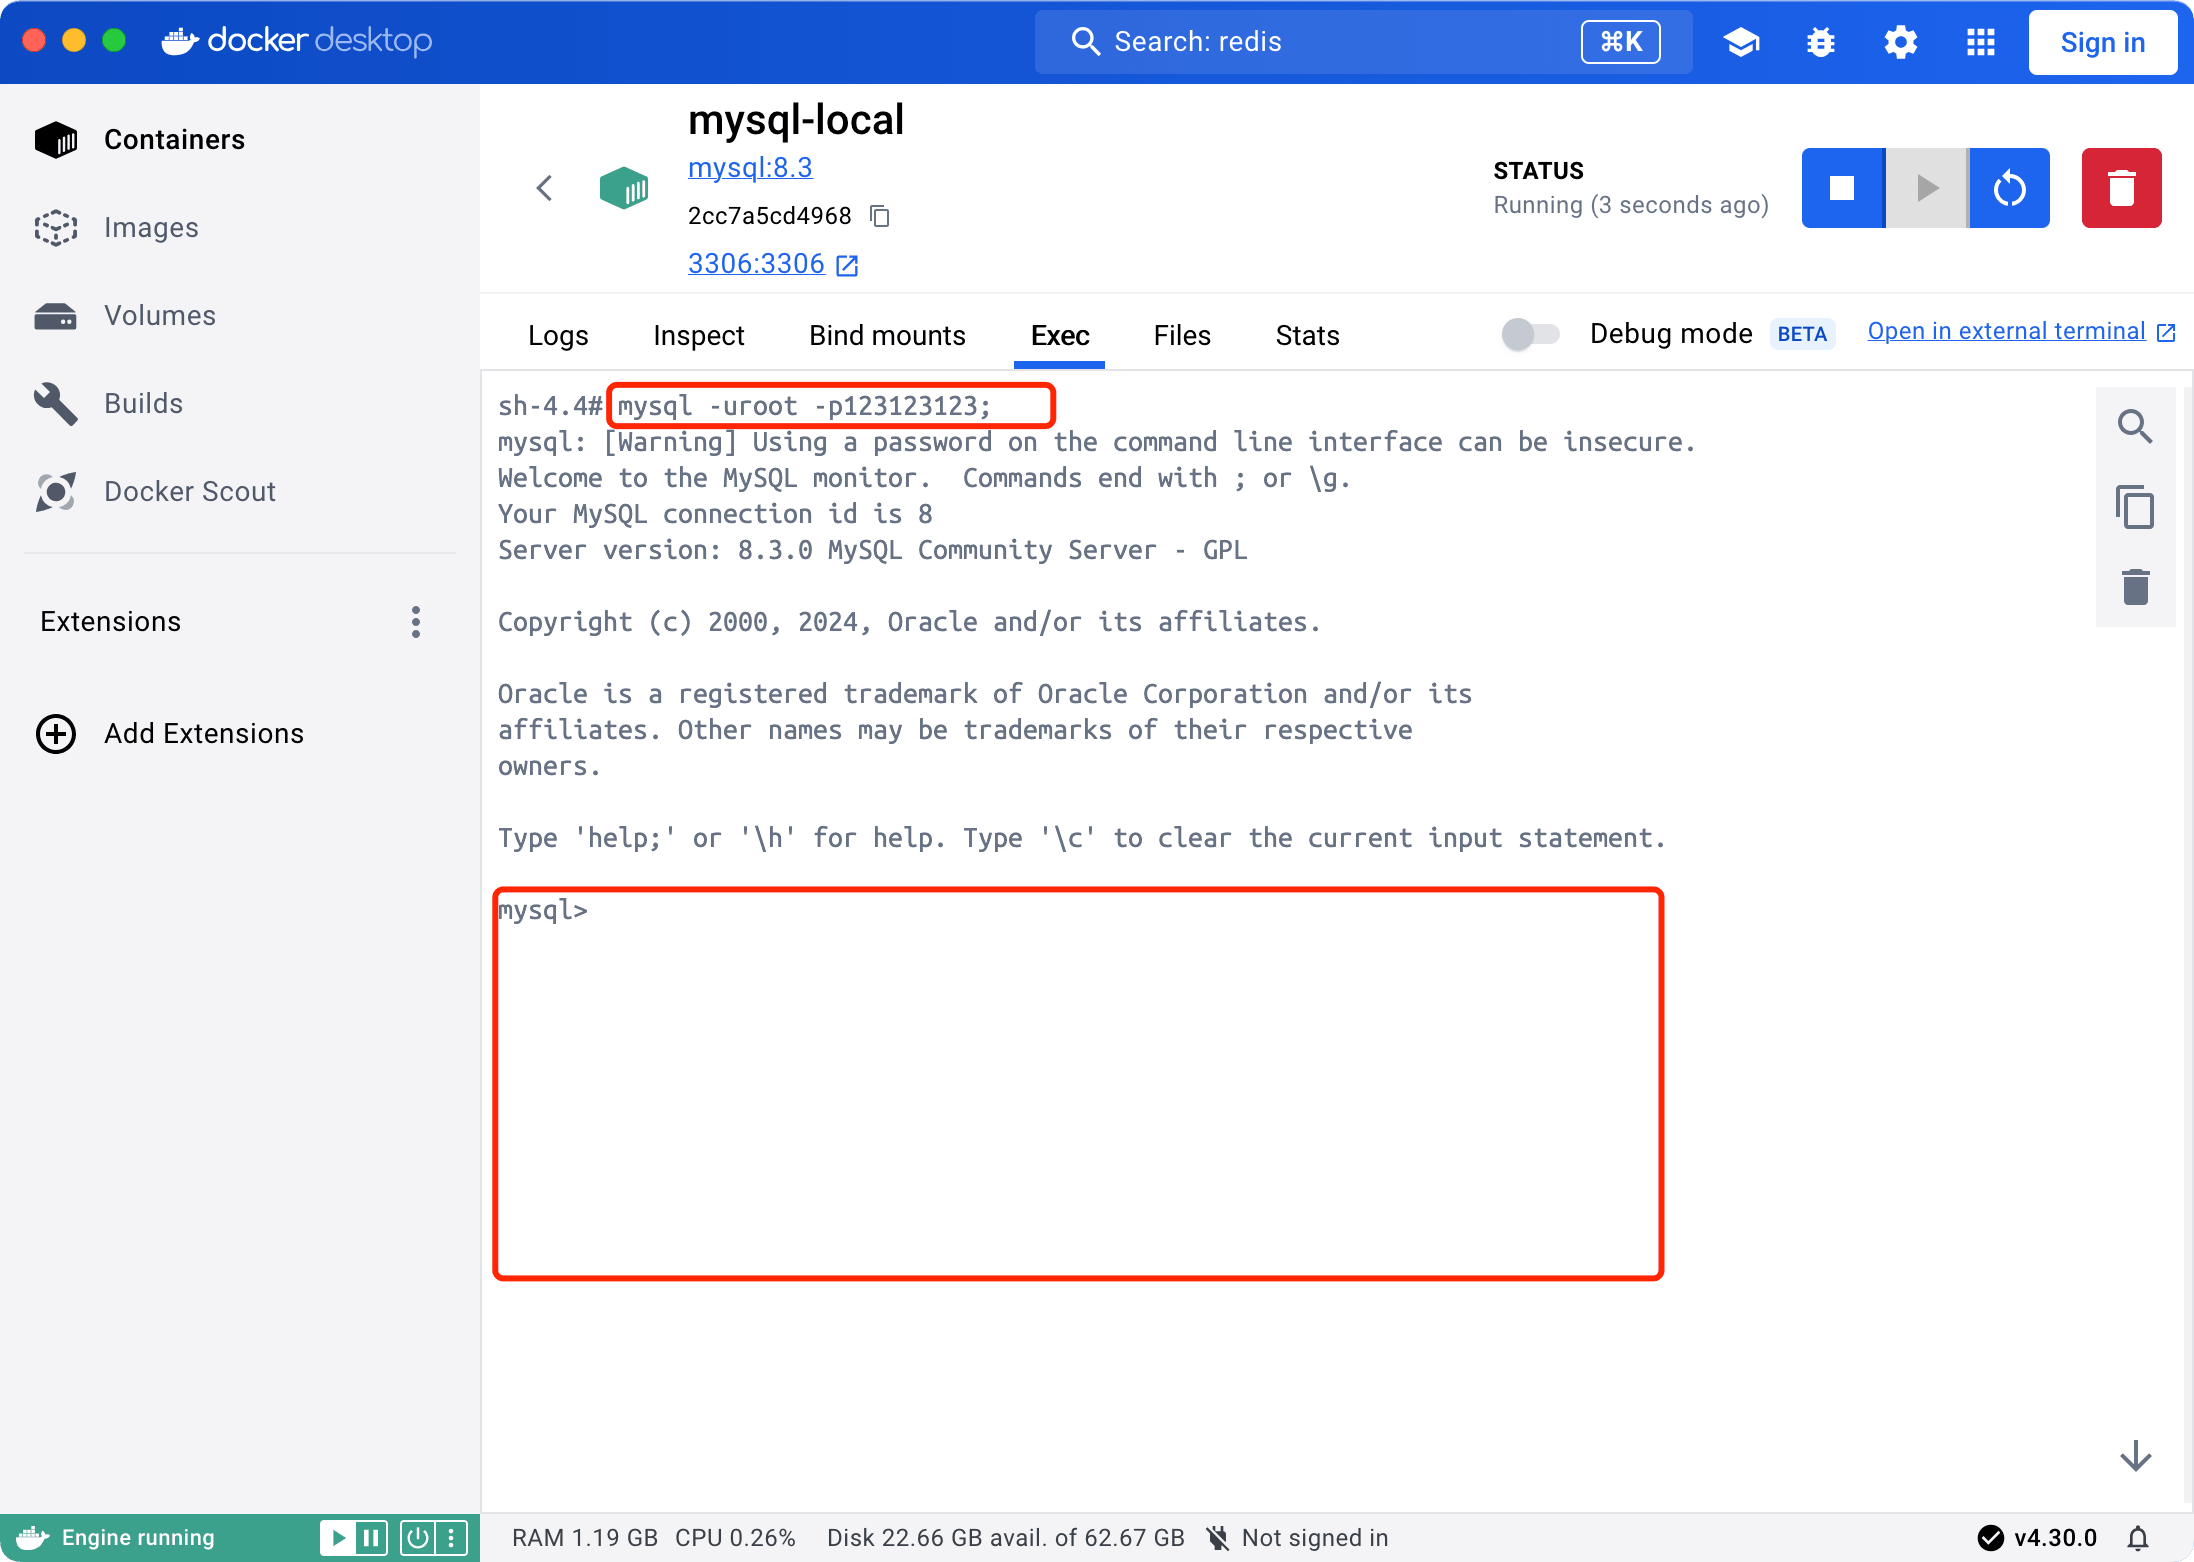 docker desktop
Search: redis
⌘K
Sign in
Containers
Images
Volumes
Builds
Docker Scout
Extensions
Add Extensions
mysql-local
mysql:8.3
2cc7a5cd4968
3306:3306
STATUS
Running (3 seconds ago)
Logs Inspect Bind mounts Exec Files Stats
Debug mode BETA Open in external terminal
sh-4.4# mysql -uroot -p123123123;
mysql: [Warning] Using a password on the command line interface can be insecure.
Welcome to the MySQL monitor.  Commands end with ; or \g.
Your MySQL connection id is 8
Server version: 8.3.0 MySQL Community Server - GPL
Copyright (c) 2000, 2024, Oracle and/or its affiliates.
Oracle is a registered trademark of Oracle Corporation and/or its
affiliates. Other names may be trademarks of their respective
owners.
Type 'help;' or '\h' for help. Type '\c' to clear the current input statement.
mysql>
Engine running
RAM 1.19 GB CPU 0.26% Disk 22.66 GB avail. of 62.67 GB Not signed in
v4.30.0